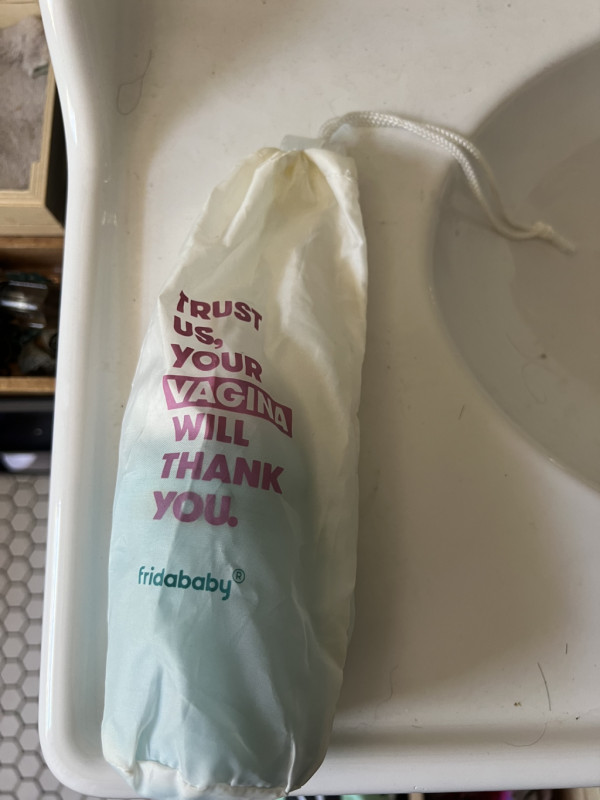 TRUST
US,
YOUR
VAGINA
WILL
THANK
YOU.
fridababy®